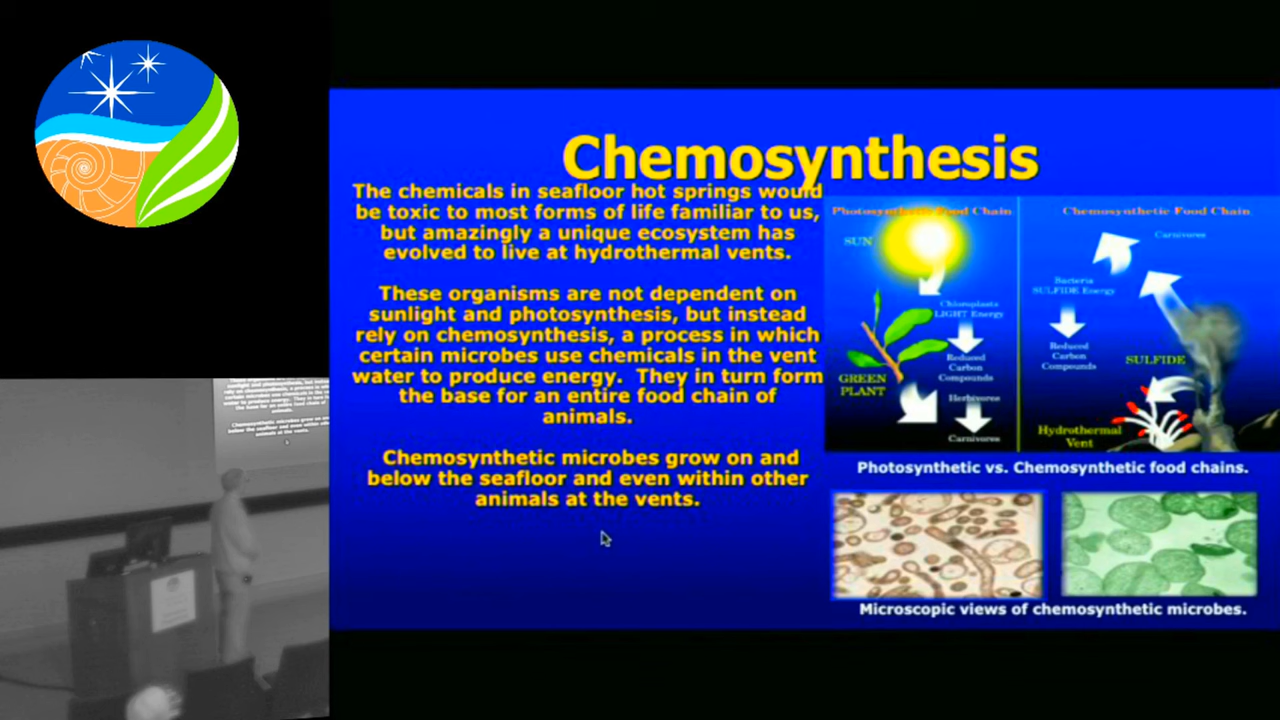 Chemosynthesis
The chemicals in seafloor hot springs would
be toxic to most forms of life familiar to us,
but amazingly a unique ecosystem has
evolved to live at hydrothermal vents.
These organisms are not dependent on
sunlight and photosynthesis, but instead
rely on chemosynthesis, a process in which
certain microbes use chemicals in the vent
water to produce energy. They in turn form
the base for an entire food chain of
animals.
Chemosynthetic microbes grow on and
below the seafloor and even within other
animals at the vents.
Photosynthetic Food Chain
SUN
Chloroplasts
LIGHT Energy
Reduced
Carbon
Compounds
GREEN
PLANT
Herbivores
Carnivores
Chemosynthetic Food Chain
Carnivores
Bacteria
SULFIDE Energy
Reduced
Carbon
Compounds
SULFIDE
Hydrothermal
Vent
Photosynthetic vs. Chemosynthetic food chains.
Microscopic views of chemosynthetic microbes.